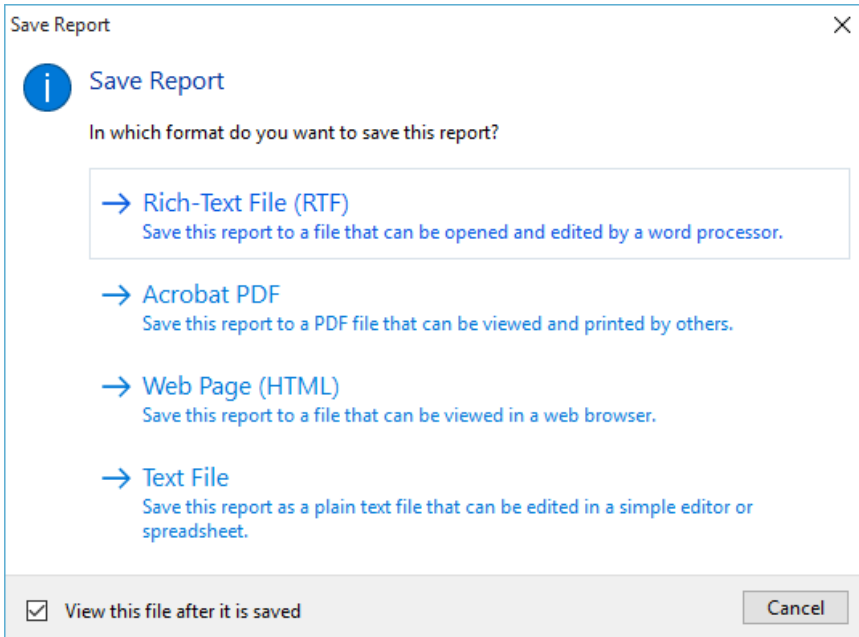 Save Report
Save Report
In which format do you want to save this report?
Rich-Text File (RTF)
Save this report to a file that can be opened and edited by a word processor.
Acrobat PDF
Save this report to a PDF file that can be viewed and printed by others.
Web Page (HTML)
Save this report to a file that can be viewed in a web browser.
Text File
Save this report as a plain text file that can be edited in a simple editor or
spreadsheet.
View this file after it is saved
Cancel